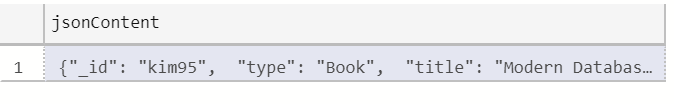 jsonContent
1 {"_id": "kim95", "type": "Book", "title": "Modern Databas…